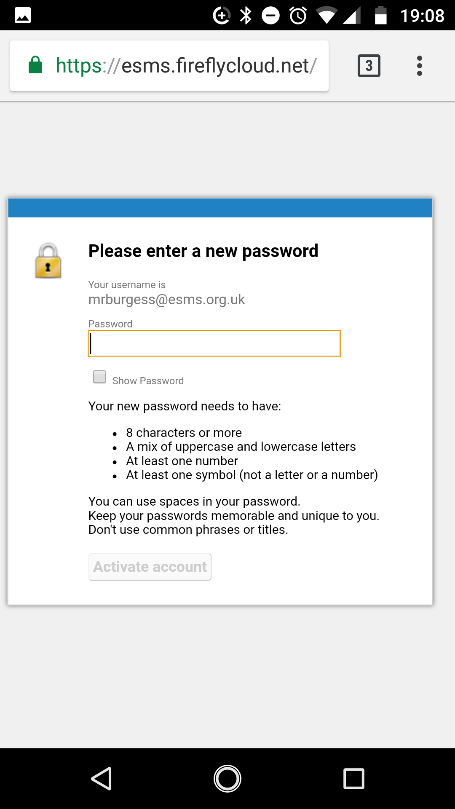 19:08
https://esms.fireflycloud.net/
3
Please enter a new password
Your username is
mrburgess@esms.org.uk
Password
Show Password
Your new password needs to have:
• 8 characters or more
• A mix of uppercase and lowercase letters
• At least one number
• At least one symbol (not a letter or a number)
You can use spaces in your password.
Keep your passwords memorable and unique to you.
Don't use common phrases or titles.
Activate account